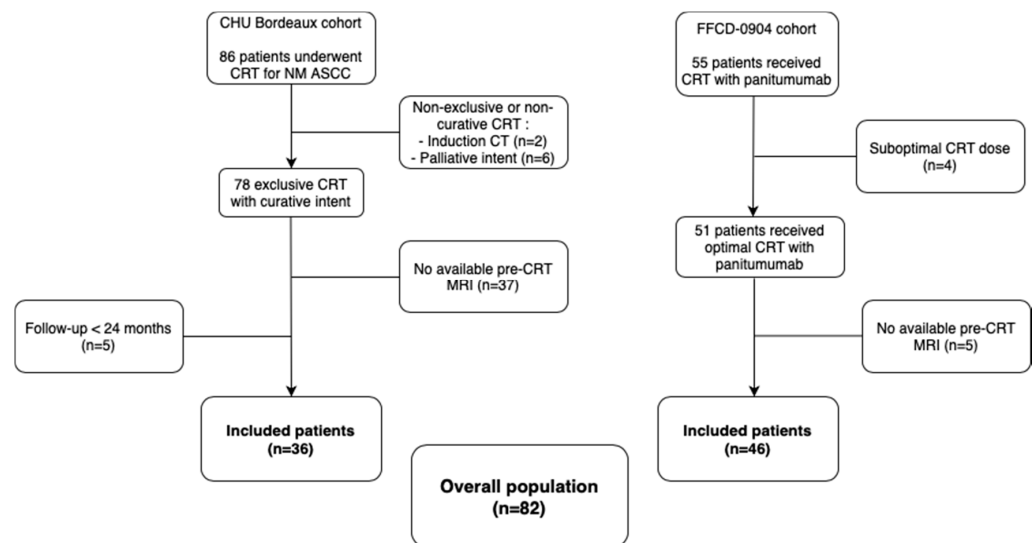 CHU Bordeaux cohort
86 patients underwent
CRT for NM ASCC
Non-exclusive or non-
curative CRT :
- Induction CT (n=2)
- Palliative intent (n=6)
78 exclusive CRT
with curative intent
No available pre-CRT
MRI (n=37)
Follow-up < 24 months
(n=5)
Included patients
(n=36)
FFCD-0904 cohort
55 patients received
CRT with panitumumab
Suboptimal CRT dose
(n=4)
51 patients received
optimal CRT with
panitumumab
No available pre-CRT
MRI (n=5)
Included patients
(n=46)
Overall population
(n=82)